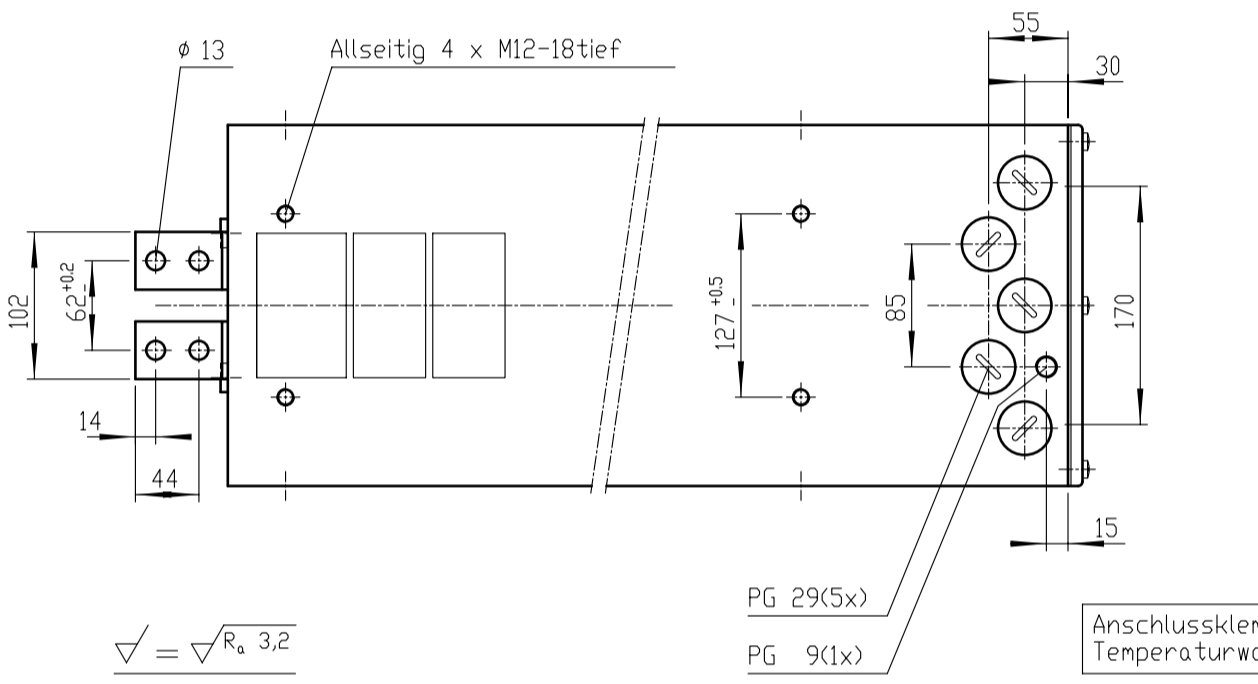 55
ϕ 13
Allseitig 4 x M12-18tief
30
102
62 +0.2 -
127 +0.5 -
85
170
14
44
15
PG 29(5x)
PG 9(1x)
= Ra 3,2